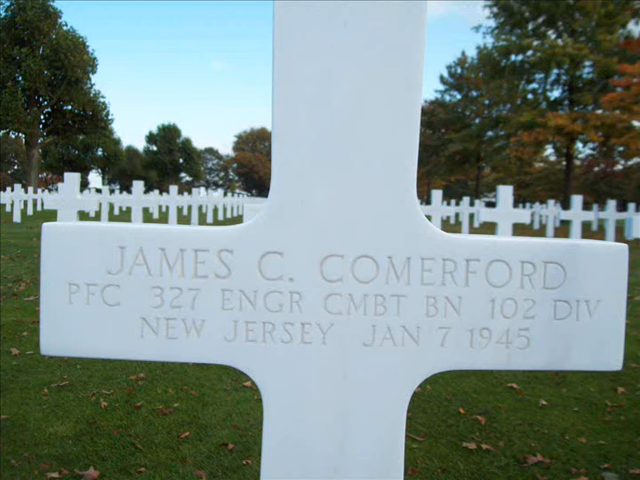 JAMES C. COMERFORD
PFC 327 ENGR CMBT BN 102 DIV
NEW JERSEY JAN 7 1945